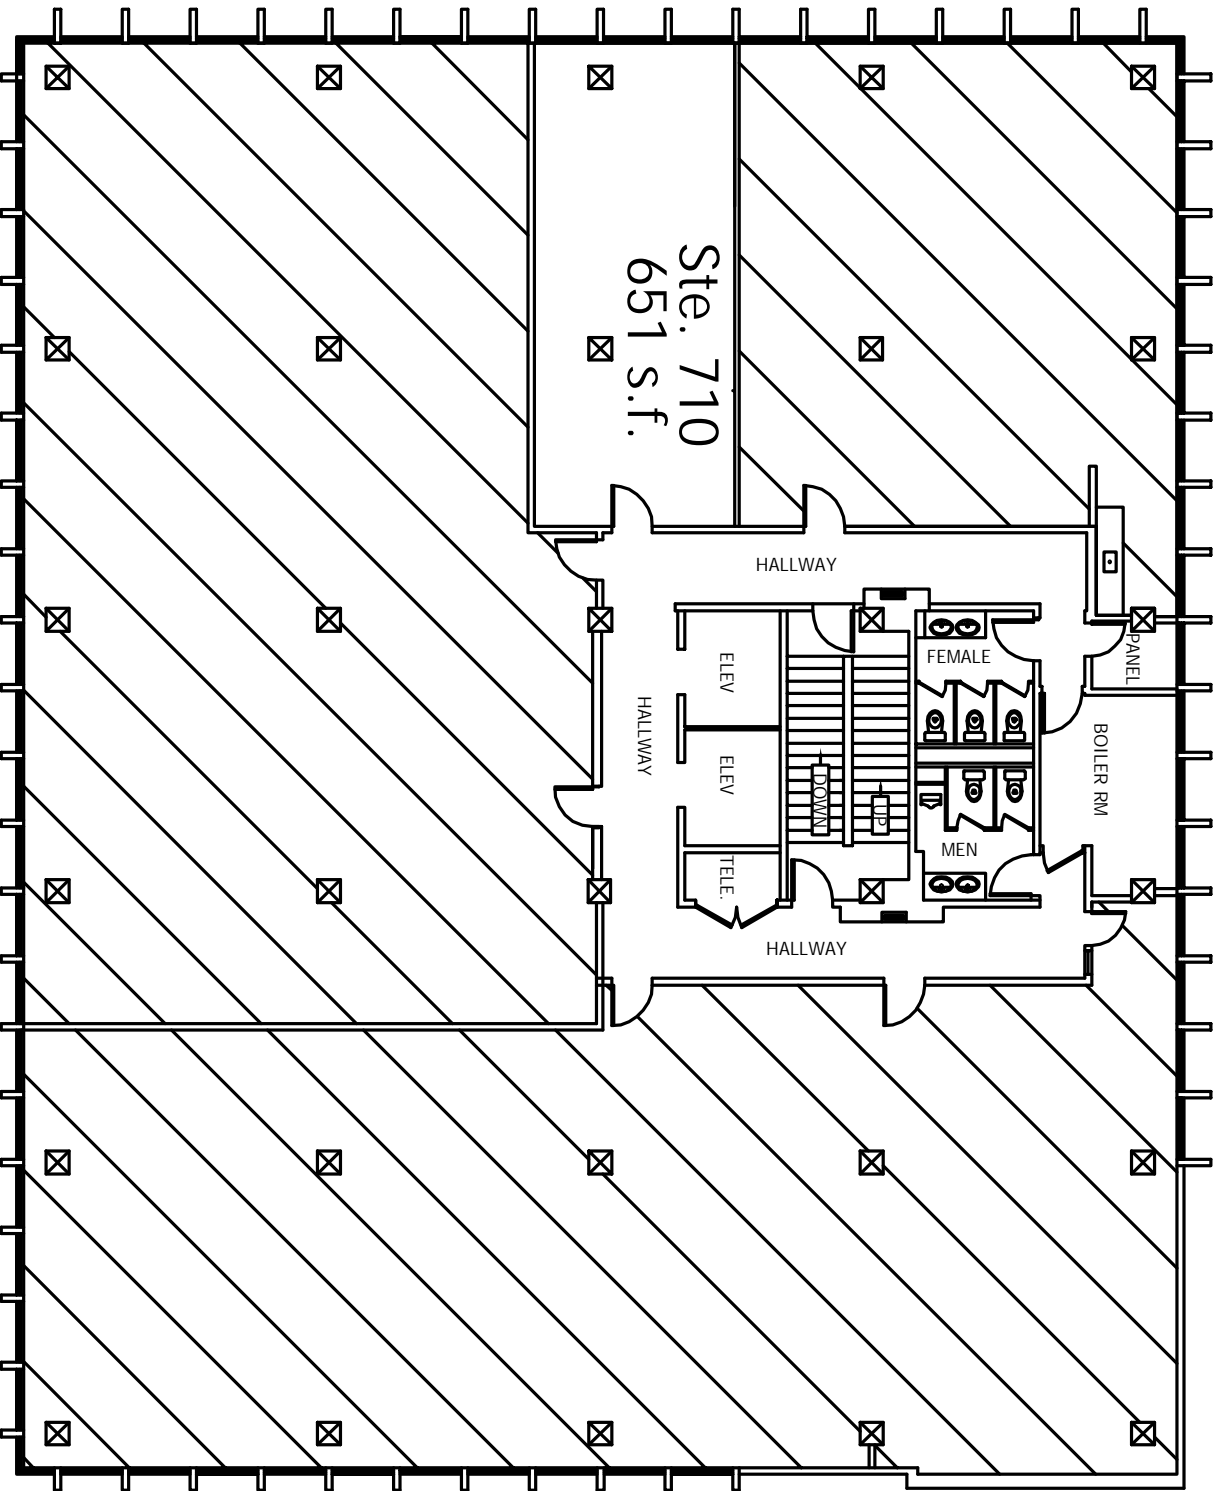 Ste. 710
651 s.f.
HALLWAY
FEMALE
PANEL
ELEV
HALLWAY
BOILER RM
ELEV
DOWN
UP
MEN
TELE.
HALLWAY